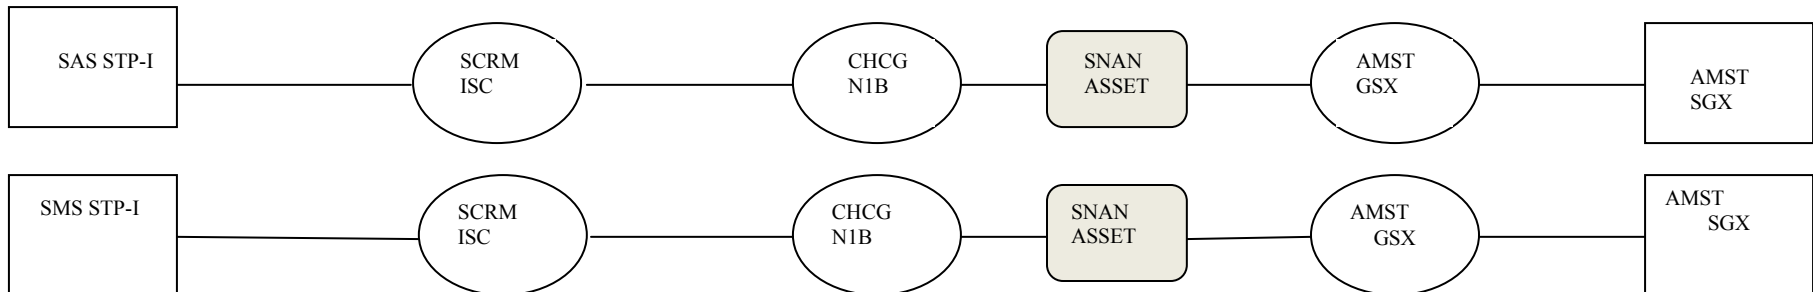 SAS STP-I
SCRM
ISC
CHCG
N1B
SNAN
ASSET
AMST
GSX
AMST
SGX
SMS STP-I
SCRM
ISC
CHCG
N1B
SNAN
ASSET
AMST
GSX
AMST
SGX